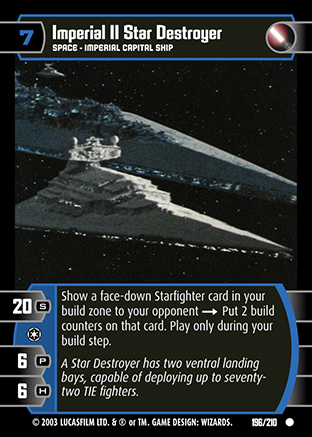 7 Imperial II Star Destroyer
SPACE - IMPERIAL CAPITAL SHIP
20 S
Show a face-down Starfighter card in your
build zone to your opponent → Put 2 build
counters on that card. Play only during your
build step.
6 P
A Star Destroyer has two ventral landing
bays, capable of deploying up to seventy-
two TIE fighters.
6 H
© 2003 LUCASFILM LTD. & ® or TM. GAME DESIGN: WIZARDS. 196/210